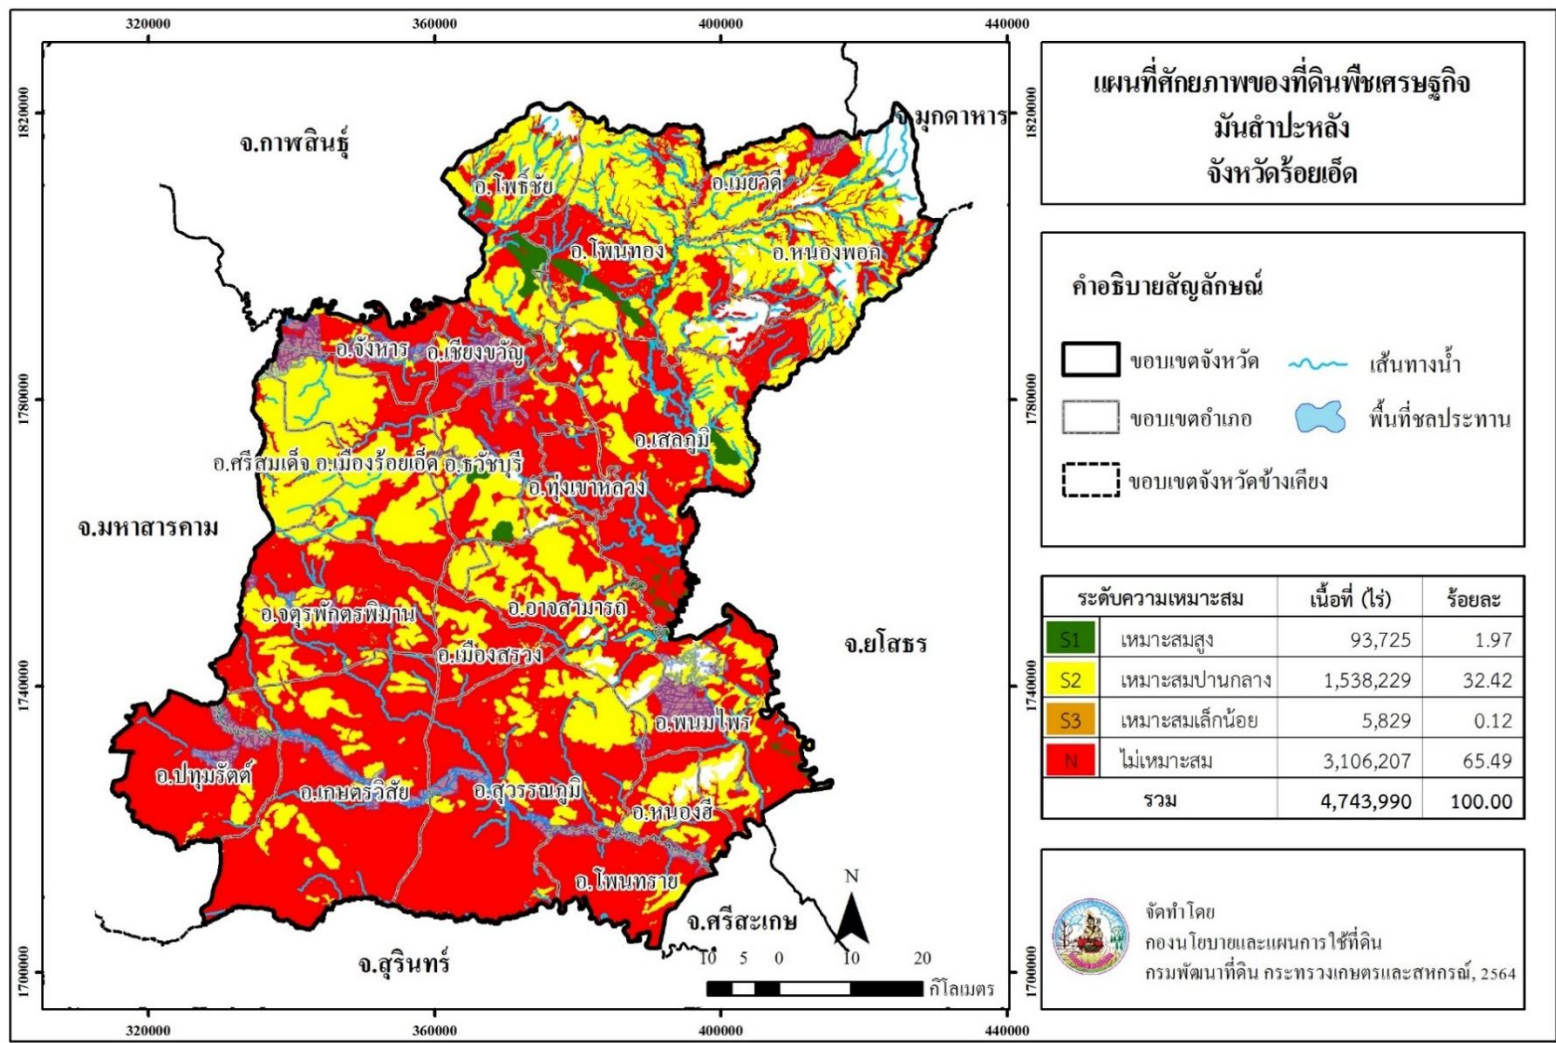 320000 360000 400000 440000
1820000 1780000 1740000 1700000
จ.กาฬสินธุ์
จ.มุกดาหาร
อ.โพธิ์ชัย
อ.เมยวดี
อ.โพนทอง
อ.หนองพอก
อ.จังหาร
อ.เชียงขวัญ
อ.เสลภูมิ
อ.ศรีสมเด็จ อ.เมืองร้อยเอ็ด อ.ธวัชบุรี
อ.ทุ่งเขาหลวง
จ.มหาสารคาม
อ.จตุรพักตรพิมาน
อ.อาจสามารถ
อ.เมืองสรวง
จ.ยโสธร
อ.พนมไพร
อ.ปทุมรัตต์
อ.เกษตรวิสัย
อ.สุวรรณภูมิ
อ.หนองฮี
อ.โพนทราย
จ.ศรีสะเกษ
จ.สุรินทร์
N
10 5 0 10 20
กิโลเมตร
1820000 1780000 1740000 1700000
320000 360000 400000 440000
แผนที่ศักยภาพของที่ดินพืชเศรษฐกิจ
มันสำปะหลัง
จังหวัดร้อยเอ็ด
คำอธิบายสัญลักษณ์
ขอบเขตจังหวัด เส้นทางน้ำ
ขอบเขตอำเภอ พื้นที่ชลประทาน
ขอบเขตจังหวัดข้างเคียง
ระดับความเหมาะสม เนื้อที่ (ไร่) ร้อยละ
S1 เหมาะสมสูง 93,725 1.97
S2 เหมาะสมปานกลาง 1,538,229 32.42
S3 เหมาะสมเล็กน้อย 5,829 0.12
N ไม่เหมาะสม 3,106,207 65.49
รวม 4,743,990 100.00
จัดทำโดย
กองนโยบายและแผนการใช้ที่ดิน
กรมพัฒนาที่ดิน กระทรวงเกษตรและสหกรณ์, 2564